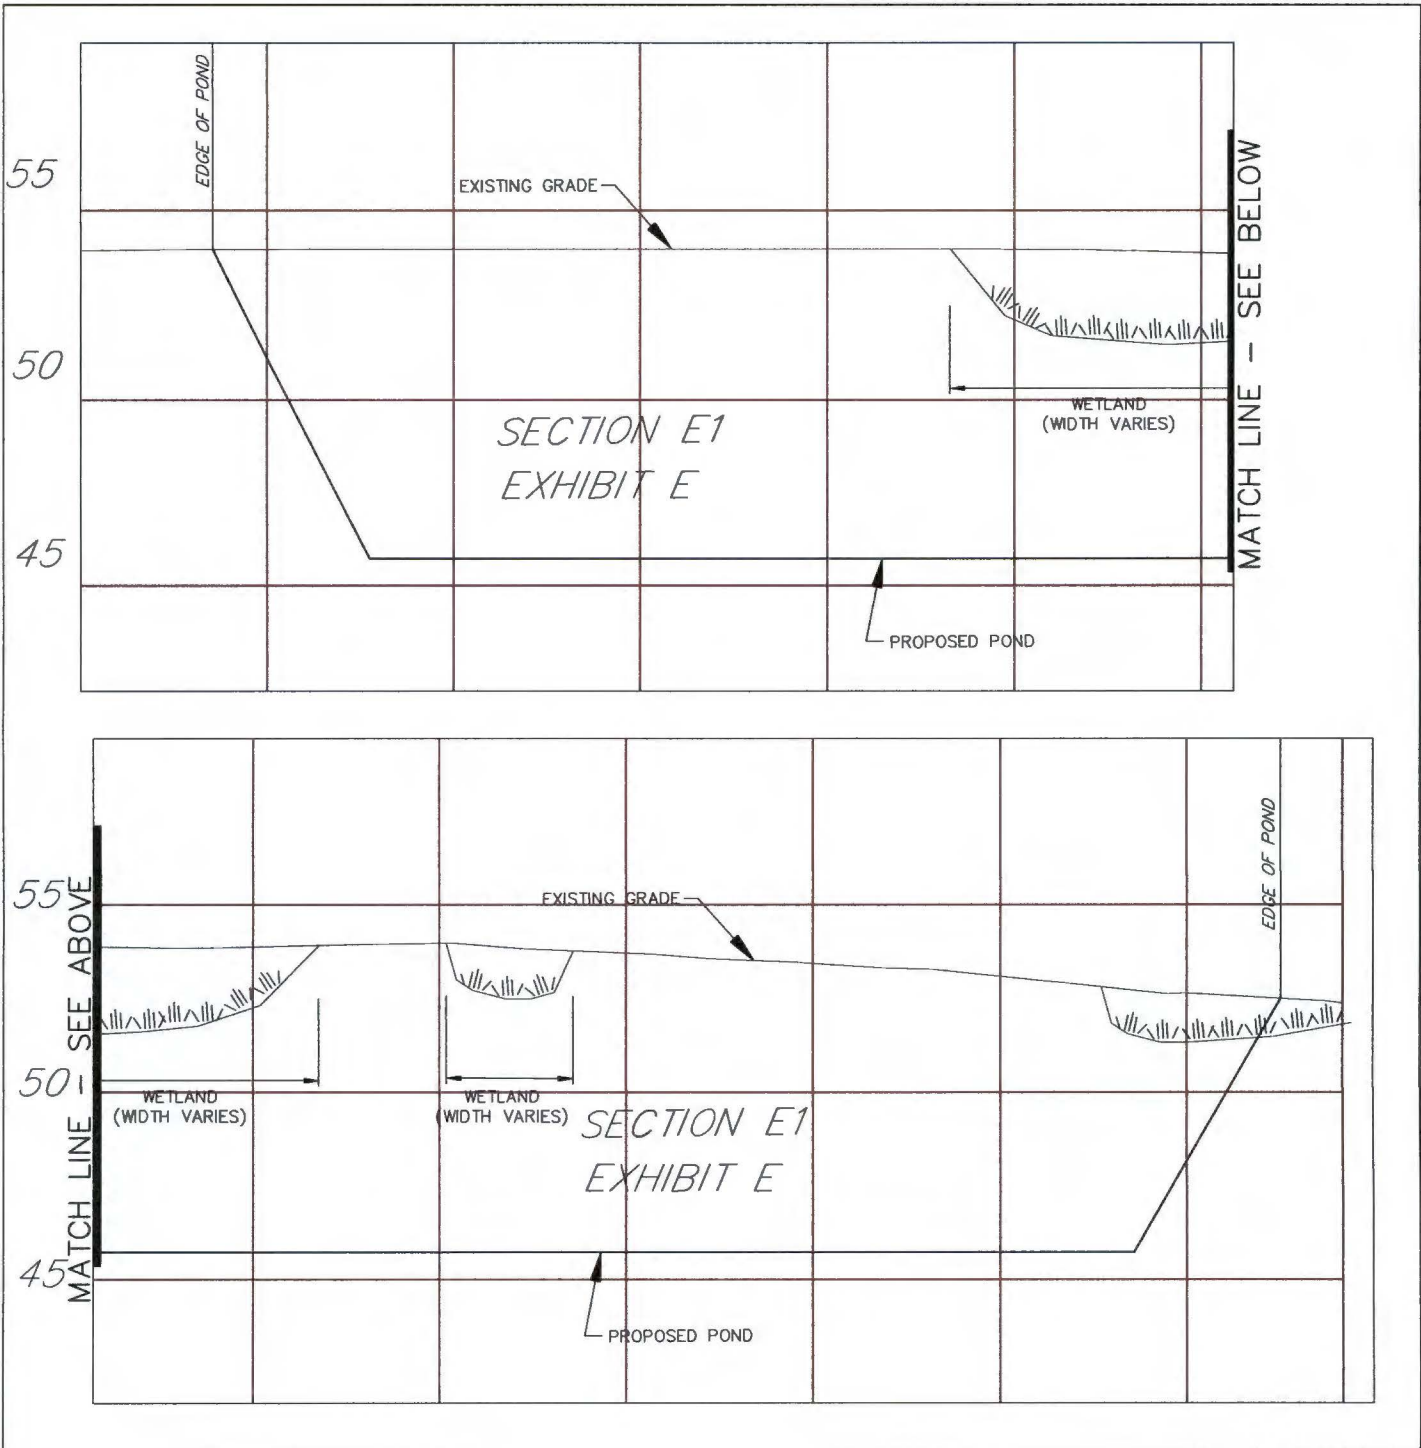 EDGE OF POND
55
EXISTING GRADE
50
WETLAND
(WIDTH VARIES)
SECTION E1
EXHIBIT E
45
PROPOSED POND
MATCH LINE - SEE BELOW
EDGE OF POND
55
EXISTING GRADE
50
WETLAND
(WIDTH VARIES)
WETLAND
(WIDTH VARIES)
SECTION E1
EXHIBIT E
45
PROPOSED POND
MATCH LINE - SEE ABOVE